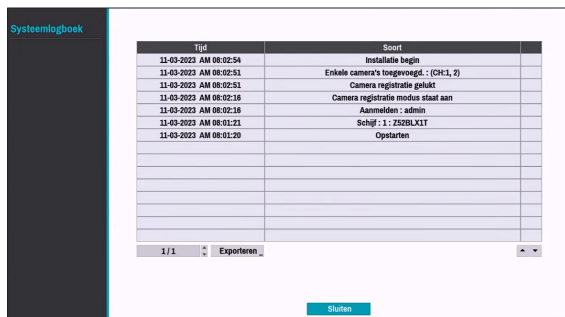 Systeemlogboek
Tijd Soort
11-03-2023 AM 08:02:54 Installatie begin
11-03-2023 AM 08:02:51 Enkele camera's toegevoegd. : (CH:1, 2)
11-03-2023 AM 08:02:51 Camera registratie gelukt
11-03-2023 AM 08:02:16 Camera registratie modus staat aan
11-03-2023 AM 08:02:16 Aanmelden : admin
11-03-2023 AM 08:01:21 Schijf : 1 : Z52BLX1T
11-03-2023 AM 08:01:20 Opstarten
1 / 1 Exporteren
Sluiten